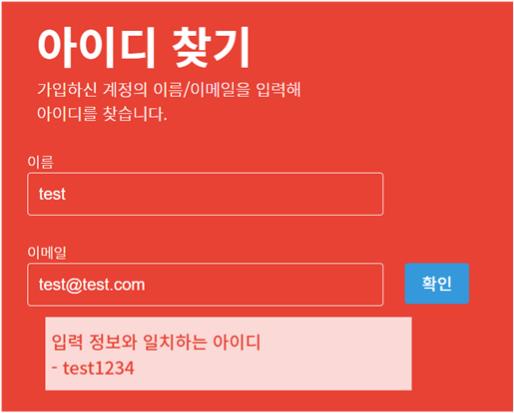 아이디 찾기
가입하신 계정의 이름/이메일을 입력해
아이디를 찾습니다.
이름
test
이메일
test@test.com
확인
입력 정보와 일치하는 아이디
- test1234